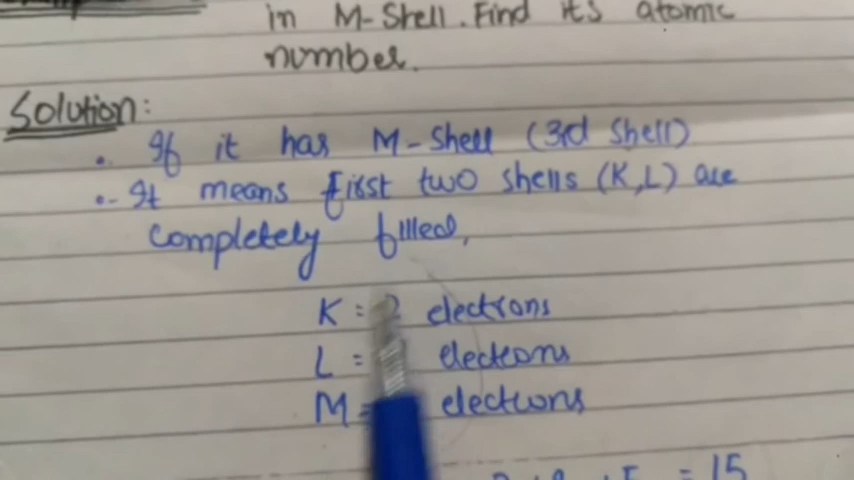 in M-Shell. Find its atomic
number.
Solution:
If it has M-Shell (3rd Shell)
It means first two shells (K,L) are
completely filled,
K = 2 electrons
L = electrons
M = electrons
= 15